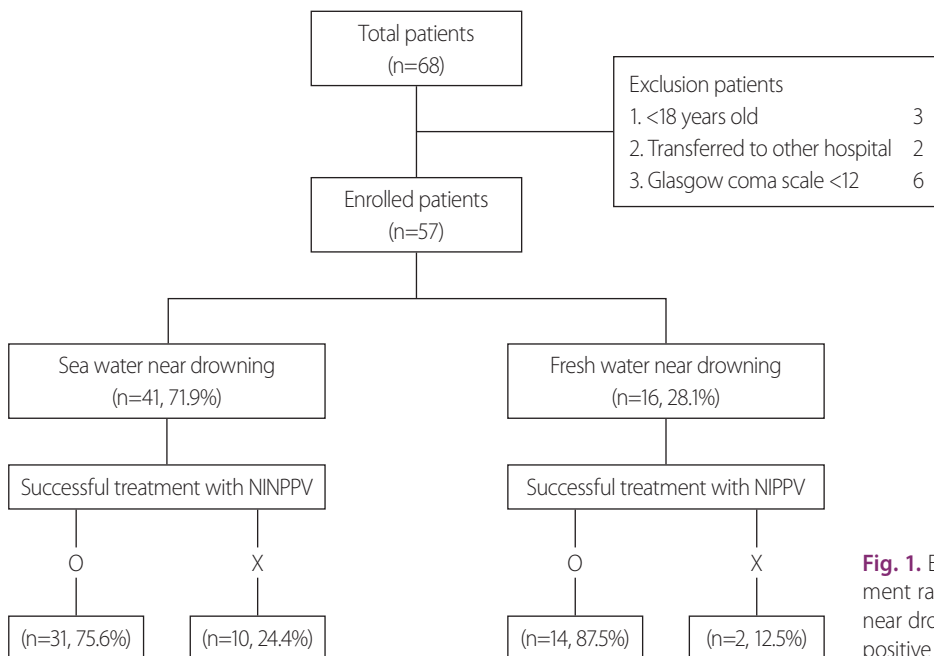 Total patients
(n=68)
Exclusion patients
1. <18 years old 3
2. Transferred to other hospital 2
3. Glasgow coma scale <12 6
Enrolled patients
(n=57)
Sea water near drowning
(n=41, 71.9%)
Fresh water near drowning
(n=16, 28.1%)
Successful treatment with NINPPV
Successful treatment with NIPPV
O
X
O
X
(n=31, 75.6%)
(n=10, 24.4%)
(n=14, 87.5%)
(n=2, 12.5%)
Fig. 1.
ment
near
positive